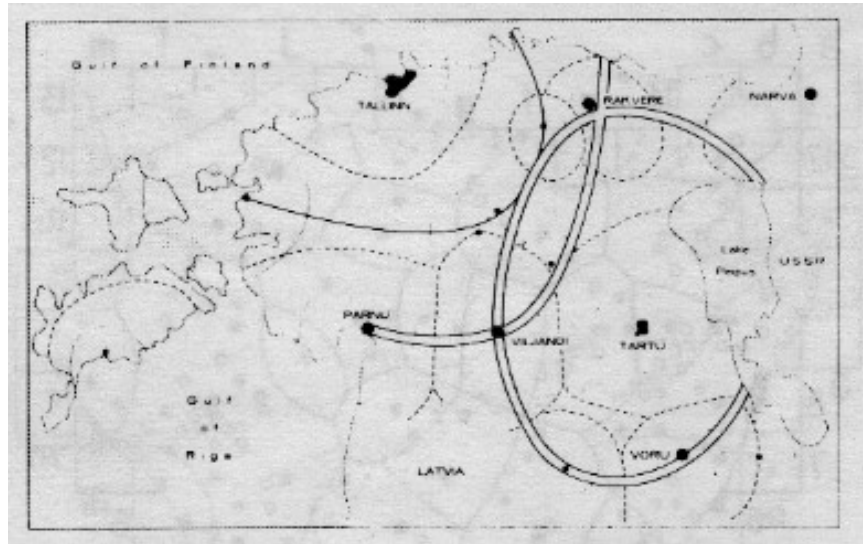 Gulf of Finland
TALLINN
RAKVERE
NARVA
Lake
Peipus
USSR
PARNU
VILJANDI
TARTU
Gulf
of
Riga
VORU
LATVIA